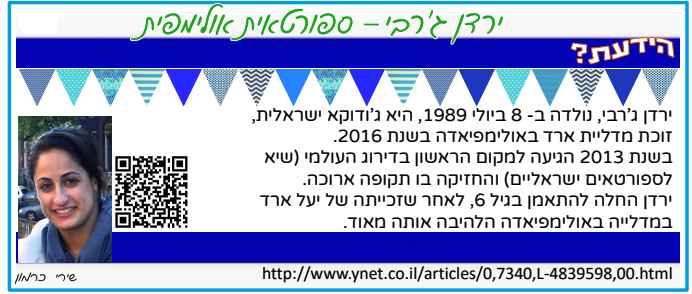 ירדן ג'רבי – ספורטאית אולימפית
הידעת?
ירדן ג'רבי, נולדה ב- 8 ביולי 1989, היא ג'ודוקא ישראלית,
זוכת מדליית ארד באולימפיאדה בשנת 2016.
בשנת 2013 הגיעה למקום הראשון בדירוג העולמי (שיא
לספורטאים ישראליים) והחזיקה בו תקופה ארוכה.
ירדן החלה להתאמן בגיל 6, לאחר שזכייתה של יעל ארד
במדלייה באולימפיאדה הלהיבה אותה מאוד.
שירי כרמון
http://www.ynet.co.il/articles/0,7340,L-4839598,00.html